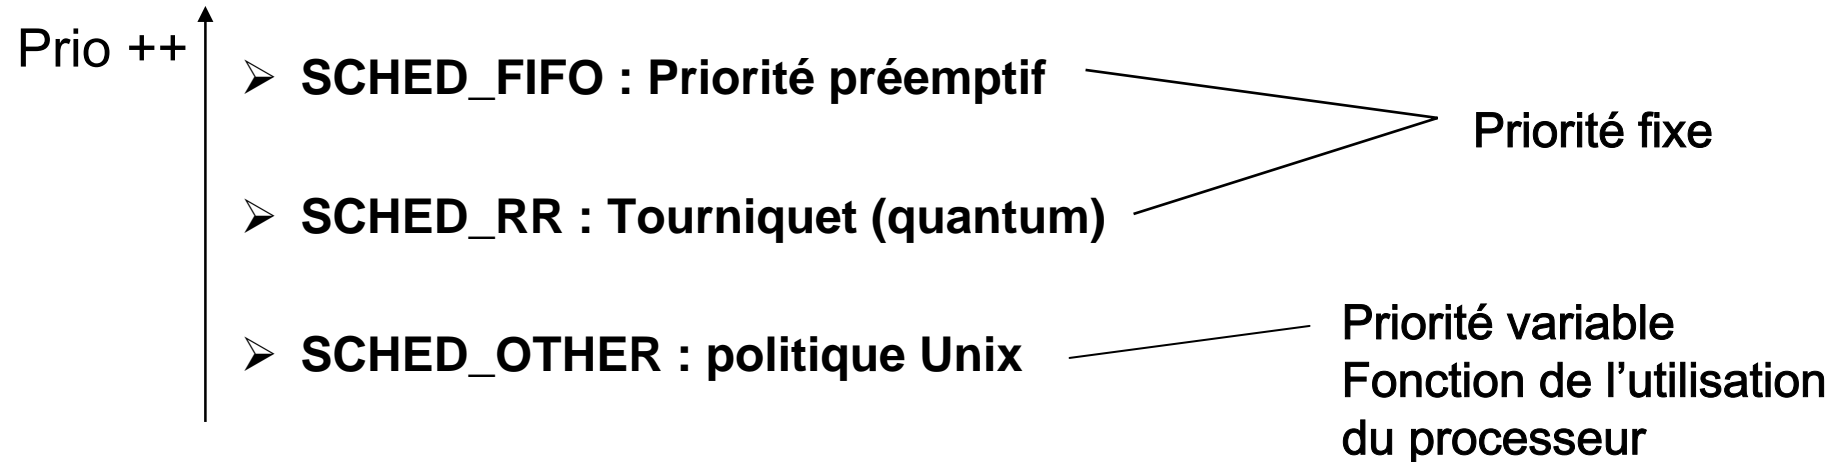 Prio ++
➢ SCHED_FIFO : Priorité préemptif
Priorité fixe
➢ SCHED_RR : Tourniquet (quantum)
➢ SCHED_OTHER : politique Unix
Priorité variable
Fonction de l’utilisation
du processeur